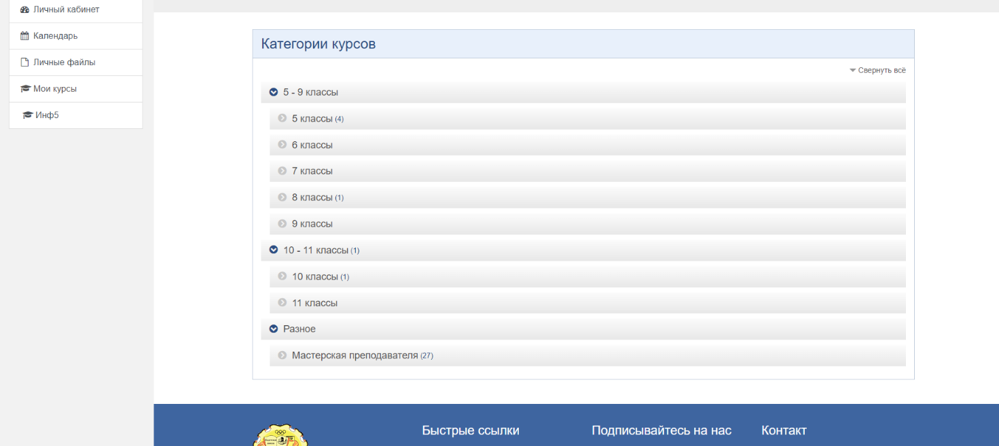 Личный кабинет
Календарь
Личные файлы
Мои курсы
Инф5
Категории курсов
Свернуть всё
5 - 9 классы
5 классы (4)
6 классы
7 классы
8 классы (1)
9 классы
10 - 11 классы (1)
10 классы (1)
11 классы
Разное
Мастерская преподавателя (27)
Быстрые ссылки
Подписывайтесь на нас
Контакт